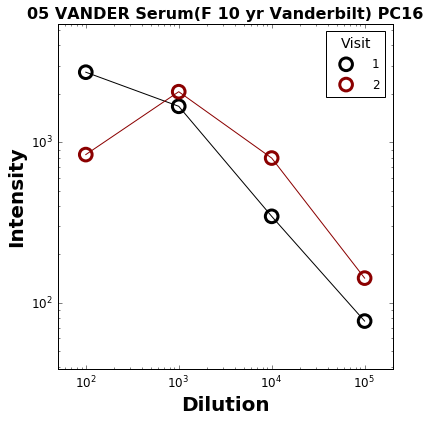 05 VANDER Serum(F 10 yr Vanderbilt) PC16
Visit
1
2
Intensity
10³
10²
10² 10³ 10⁴ 10⁵
Dilution